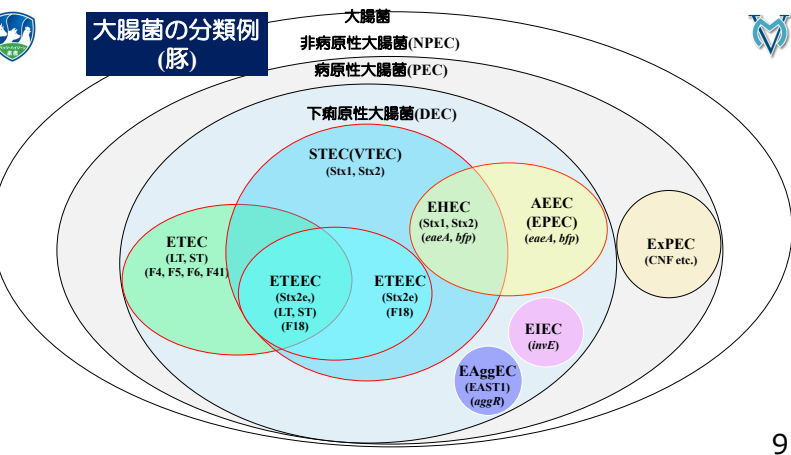 大腸菌の分類例
(豚)
大腸菌
非病原性大腸菌(NPEC)
病原性大腸菌(PEC)
下痢原性大腸菌(DEC)
STEC(VTEC)
(Stx1, Stx2)
EHEC
(Stx1, Stx2)
(eaeA, bfp)
AEEC
(EPEC)
(eaeA, bfp)
ExPEC
(CNF etc.)
ETEC
(LT, ST)
(F4, F5, F6, F41)
ETEEC
(Stx2e,)
(LT, ST)
(F18)
ETEEC
(Stx2e)
(F18)
EIEC
(invE)
EAggEC
(EAST1)
(aggR)
9